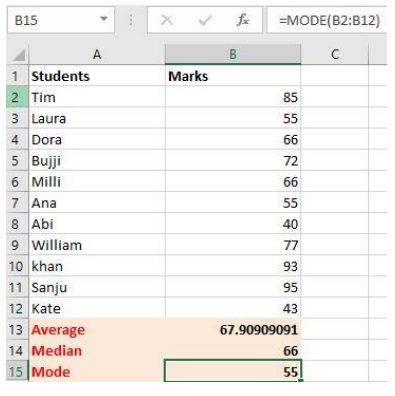 B15 fx =MODE(B2:B12)
A B C
1 Students Marks
2 Tim 85
3 Laura 55
4 Dora 66
5 Bujji 72
6 Milli 66
7 Ana 55
8 Abi 40
9 William 77
10 khan 93
11 Sanju 95
12 Kate 43
13 Average 67.90909091
14 Median 66
15 Mode 55